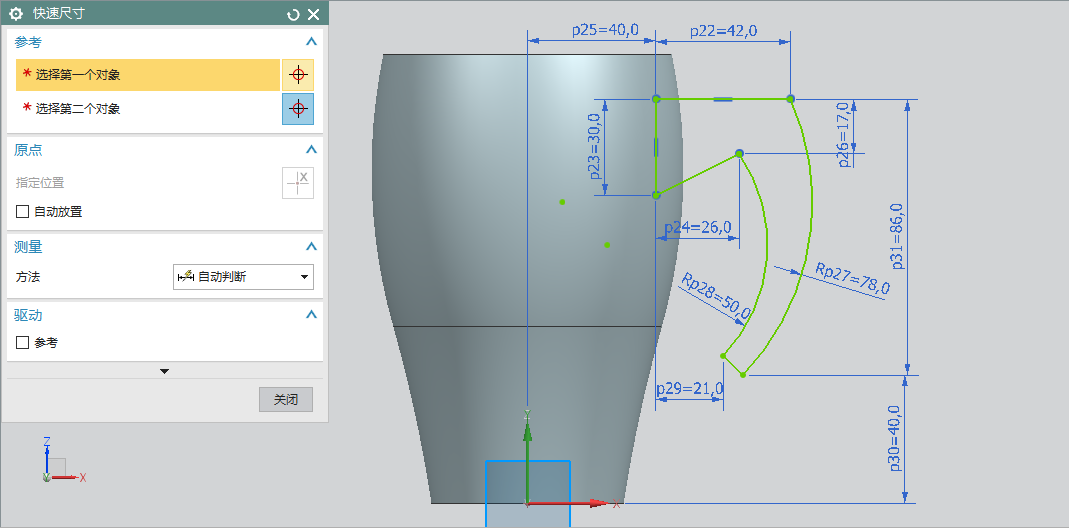 快速尺寸
参考
* 选择第一个对象
* 选择第二个对象
原点
指定位置
X
自动放置
测量
方法
自动判断
驱动
参考
关闭
p25=40,0
p22=42,0
p23=30,0
p26=17,0
p24=26,0
p31=86,0
Rp27=78,0
Rp28=50,0
p29=21,0
p30=40,0
Y
X
Z
Y
X